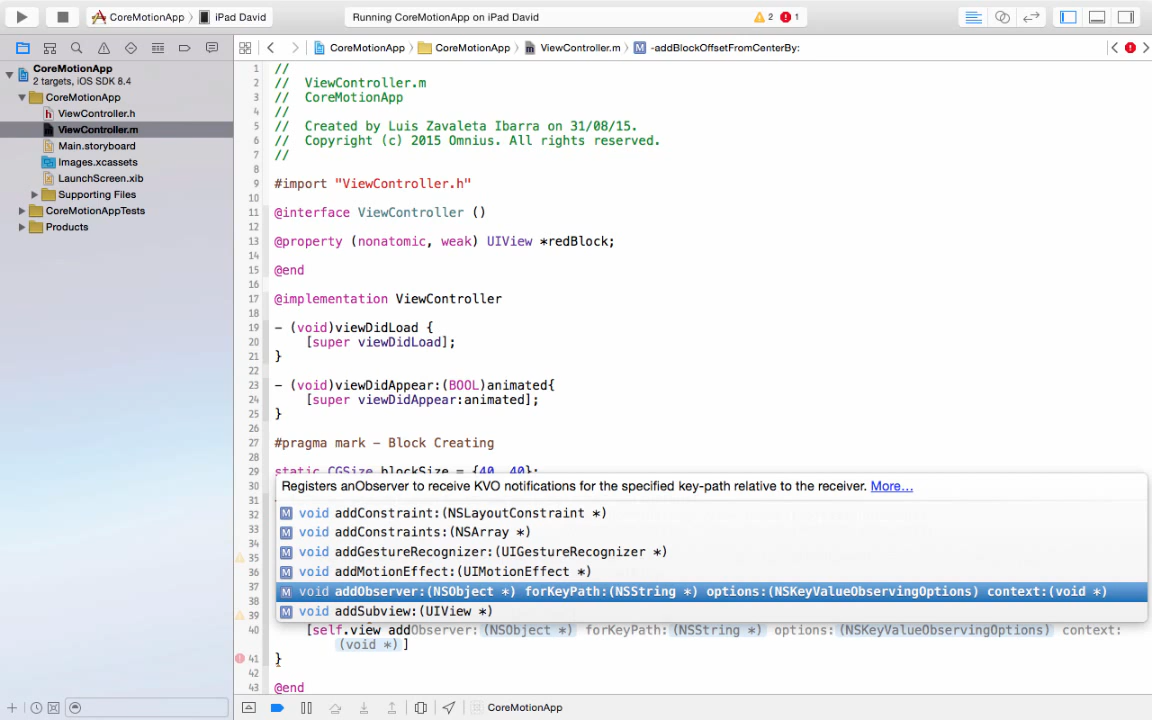 CoreMotionApp
iPad David
Running CoreMotionApp on iPad David
2
1
CoreMotionApp
CoreMotionApp
ViewController.m
M
-addBlockOffsetFromCenterBy:
CoreMotionApp
2 targets, iOS SDK 8.4
CoreMotionApp
h ViewController.h
ViewController.m
Main.storyboard
Images.xcassets
LaunchScreen.xib
Supporting Files
CoreMotionAppTests
Products
1 //
2 //  ViewController.m
3 //  CoreMotionApp
4 //
5 //  Created by Luis Zavaleta Ibarra on 31/08/15.
6 //  Copyright (c) 2015 Omnius. All rights reserved.
7 //
8
9 #import "ViewController.h"
10
11 @interface ViewController ()
12
13 @property (nonatomic, weak) UIView *redBlock;
14
15 @end
16
17 @implementation ViewController
18
19 - (void)viewDidLoad {
20     [super viewDidLoad];
21 }
22
23 - (void)viewDidAppear:(BOOL)animated{
24     [super viewDidAppear:animated];
25 }
26
27 #pragma mark - Block Creating
28
29 static CGSize blockSize = {40, 40};
30
Registers anObserver to receive KVO notifications for the specified key-path relative to the receiver. More...
31
32
33
34
35
36
37
38
39
M void addConstraint:(NSLayoutConstraint *)
M void addConstraints:(NSArray *)
M void addGestureRecognizer:(UIGestureRecognizer *)
M void addMotionEffect:(UIMotionEffect *)
M void addObserver:(NSObject *) forKeyPath:(NSString *) options:(NSKeyValueObservingOptions) context:(void *)
M void addSubview:(UIView *)
40     [self.view addObserver:(NSObject *) forKeyPath:(NSString *) options:(NSKeyValueObservingOptions) context:
(void *)]
41 }
42
43 @end
CoreMotionApp